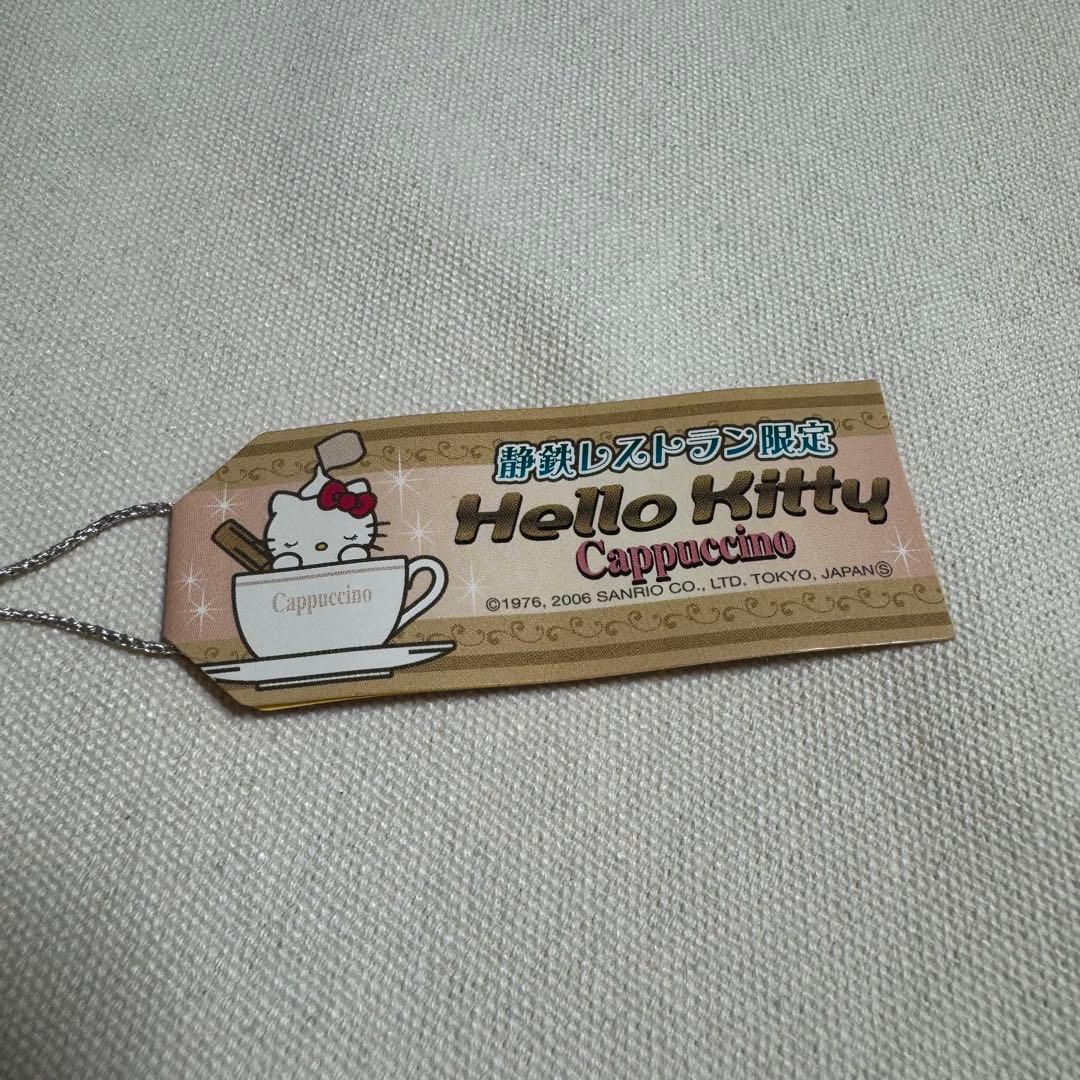 静鉄レストラン限定
Hello Kitty
Cappuccino
©1976, 2006 SANRIO CO., LTD. TOKYO, JAPANⓈ
Cappuccino